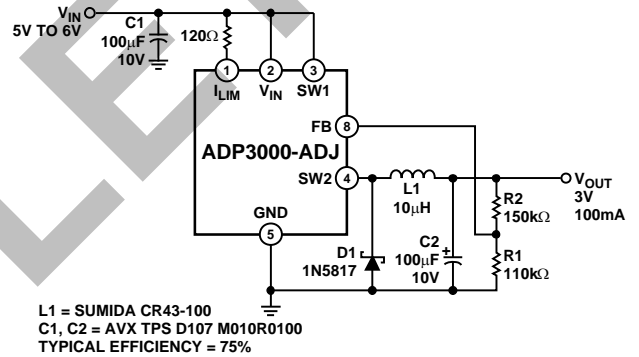 VIN
5V TO 6V
C1
100μF
10V
120Ω
1
2
3
ILIM
VIN
SW1
FB
8
ADP3000-ADJ
SW2
4
L1
10μH
VOUT
3V
100mA
R2
150kΩ
GND
5
D1
1N5817
C2
+
100μF
10V
R1
110kΩ
L1 = SUMIDA CR43-100
C1, C2 = AVX TPS D107 M010R0100
TYPICAL EFFICIENCY = 75%